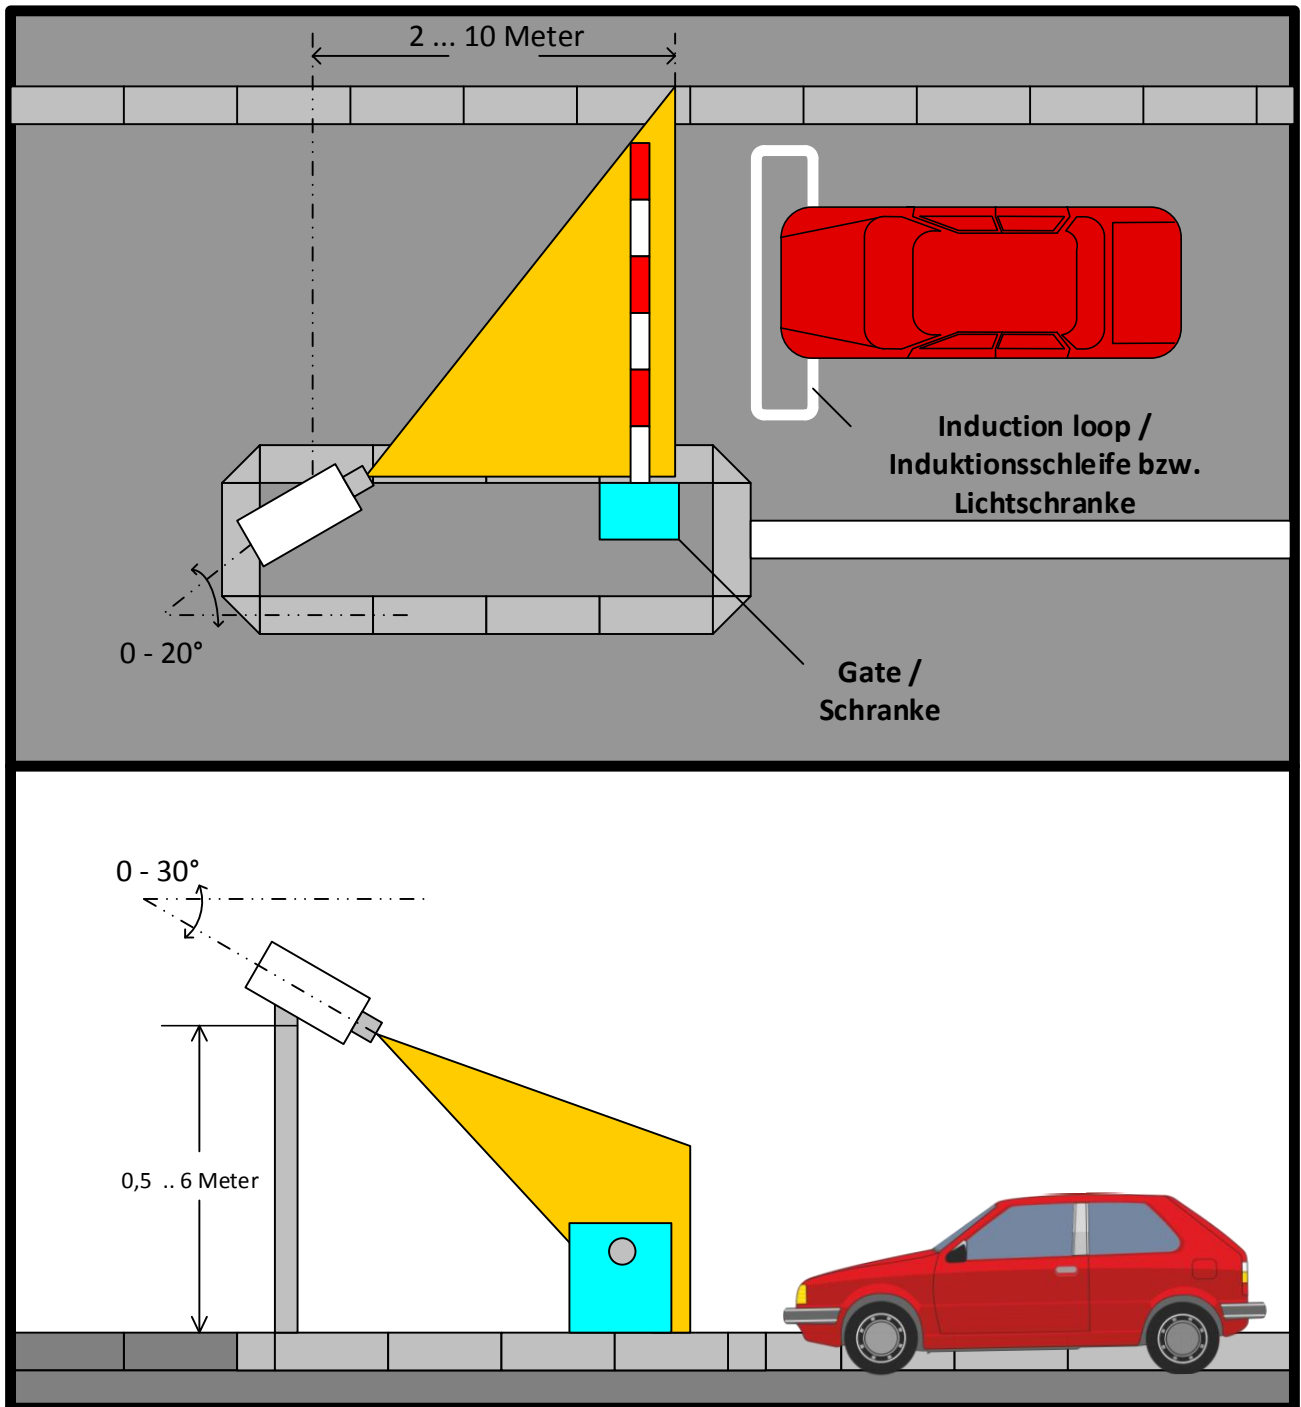 2 ... 10 Meter
Induction loop /
Induktionsschleife bzw.
Lichtschranke
0 - 20°
Gate /
Schranke
0 - 30°
0,5 .. 6 Meter